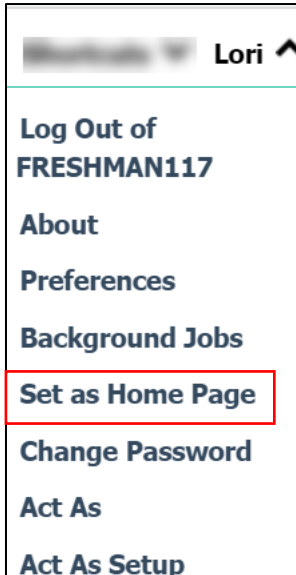 Lori
Log Out of
FRESHMAN117
About
Preferences
Background Jobs
Set as Home Page
Change Password
Act As
Act As Setup